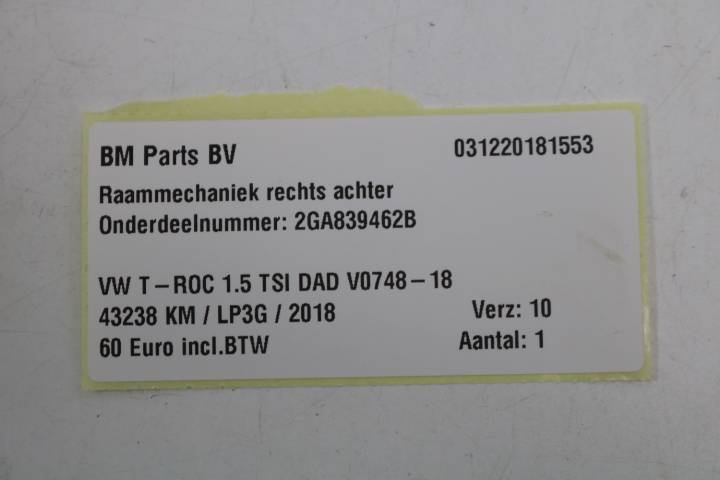 BM Parts BV 031220181553
Raammechaniek rechts achter
Onderdeelnummer: 2GA839462B
VW T-ROC 1.5 TSI DAD V0748-18
43238 KM / LP3G / 2018 Verz: 10
60 Euro incl.BTW Aantal: 1